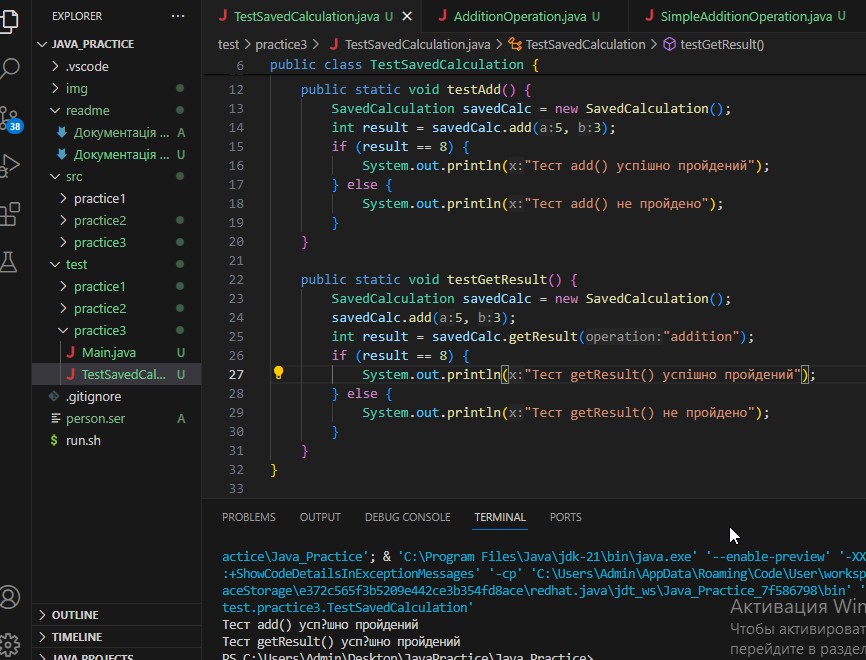 EXPLORER
···
JAVA_PRACTICE
.vscode
img
readme
Документація ... A
Документація ... U
src
practice1
practice2
practice3
test
practice1
practice2
practice3
Main.java U
TestSavedCal... U
.gitignore
person.ser A
$ run.sh
38
OUTLINE
TIMELINE
JAVA PROJECTS
TestSavedCalculation.java U
AdditionOperation.java U
SimpleAdditionOperation.java U
test > practice3 > TestSavedCalculation.java > TestSavedCalculation > testGetResult()
6 public class TestSavedCalculation {
12 public static void testAdd() {
13 SavedCalculation savedCalc = new SavedCalculation();
14 int result = savedCalc.add(a:5, b:3);
15 if (result == 8) {
16 System.out.println(x:"Тест add() успішно пройдений");
17 } else {
18 System.out.println(x:"Тест add() не пройдено");
19 }
20 }
21
22 public static void testGetResult() {
23 SavedCalculation savedCalc = new SavedCalculation();
24 savedCalc.add(a:5, b:3);
25 int result = savedCalc.getResult(operation:"addition");
26 if (result == 8) {
27 System.out.println(x:"Тест getResult() успішно пройдений");
28 } else {
29 System.out.println(x:"Тест getResult() не пройдено");
30 }
31 }
32 }
33
PROBLEMS OUTPUT DEBUG CONSOLE TERMINAL PORTS
actice\Java_Practice'; & 'C:\Program Files\Java\jdk-21\bin\java.exe' '--enable-preview' '-XX
:+ShowCodeDetailsInExceptionMessages' '-cp' 'C:\Users\Admin\AppData\Roaming\Code\User\worksp
aceStorage\e372c565f3b5209e442ce3b354fd8ace\redhat.java\jdt_ws\Java_Practice_7f586798\bin' '
test.practice3.TestSavedCalculation'
Тест add() усп?шно пройдений
Тест getResult() усп?шно пройдений
PS C:\Users\Admin\Desktop\JavaPractice\Java_Practice>
Активация Win
Чтобы активироват
перейдите в раздел